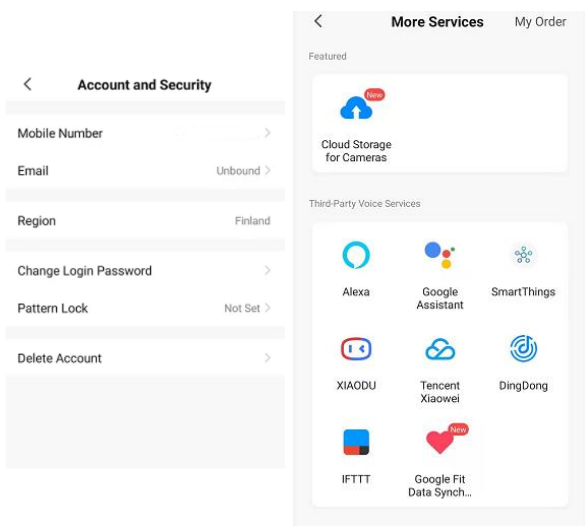 Account and Security
Mobile Number
Email Unbound
Region Finland
Change Login Password
Pattern Lock Not Set
Delete Account
More Services My Order
Featured
New
Cloud Storage
for Cameras
Third-Party Voice Services
Alexa
Google
Assistant
SmartThings
XIAODU
Tencent
Xiaowei
DingDong
IFTTT
New
Google Fit
Data Synch...